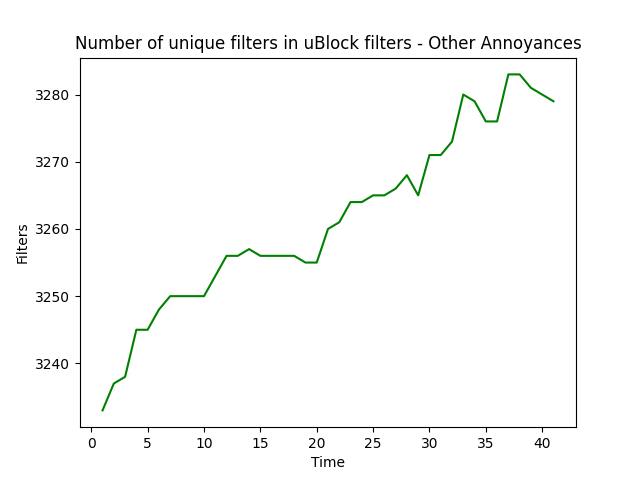 Number of unique filters in uBlock filters - Other Annoyances
3280
3270
3260
3250
3240
Filters
0 5 10 15 20 25 30 35 40
Time